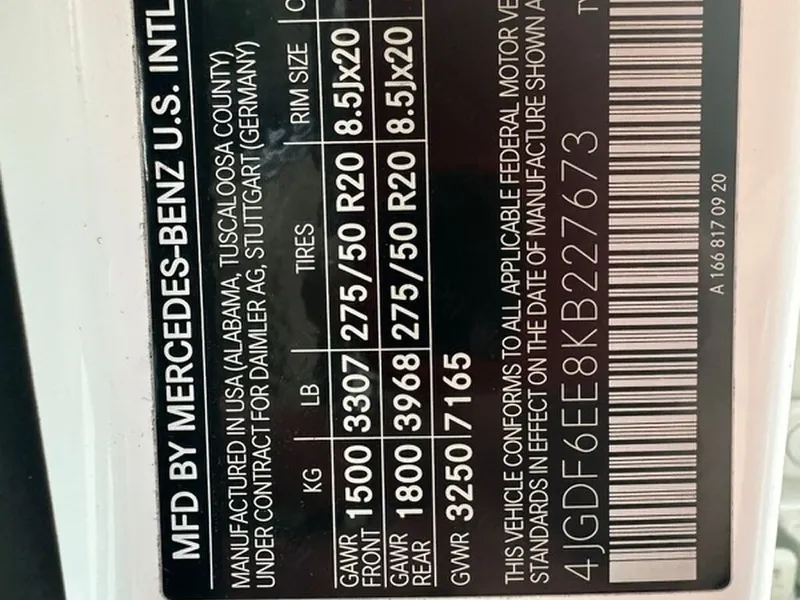 MFD BY MERCEDES-BENZ U.S. INTL
MANUFACTURED IN USA (ALABAMA, TUSCALOOSA COUNTY)
UNDER CONTRACT FOR DAIMLER AG, STUTTGART (GERMANY)
KG LB TIRES RIM SIZE
GAWR FRONT 1500 3307 275/50 R20 8.5Jx20
GAWR REAR 1800 3968 275/50 R20 8.5Jx20
GVWR 3250 7165
THIS VEHICLE CONFORMS TO ALL APPLICABLE FEDERAL MOTOR
STANDARDS IN EFFECT ON THE DATE OF MANUFACTURE SHOWN
4JGDF6EE8KB227673
A 166 817 09 20